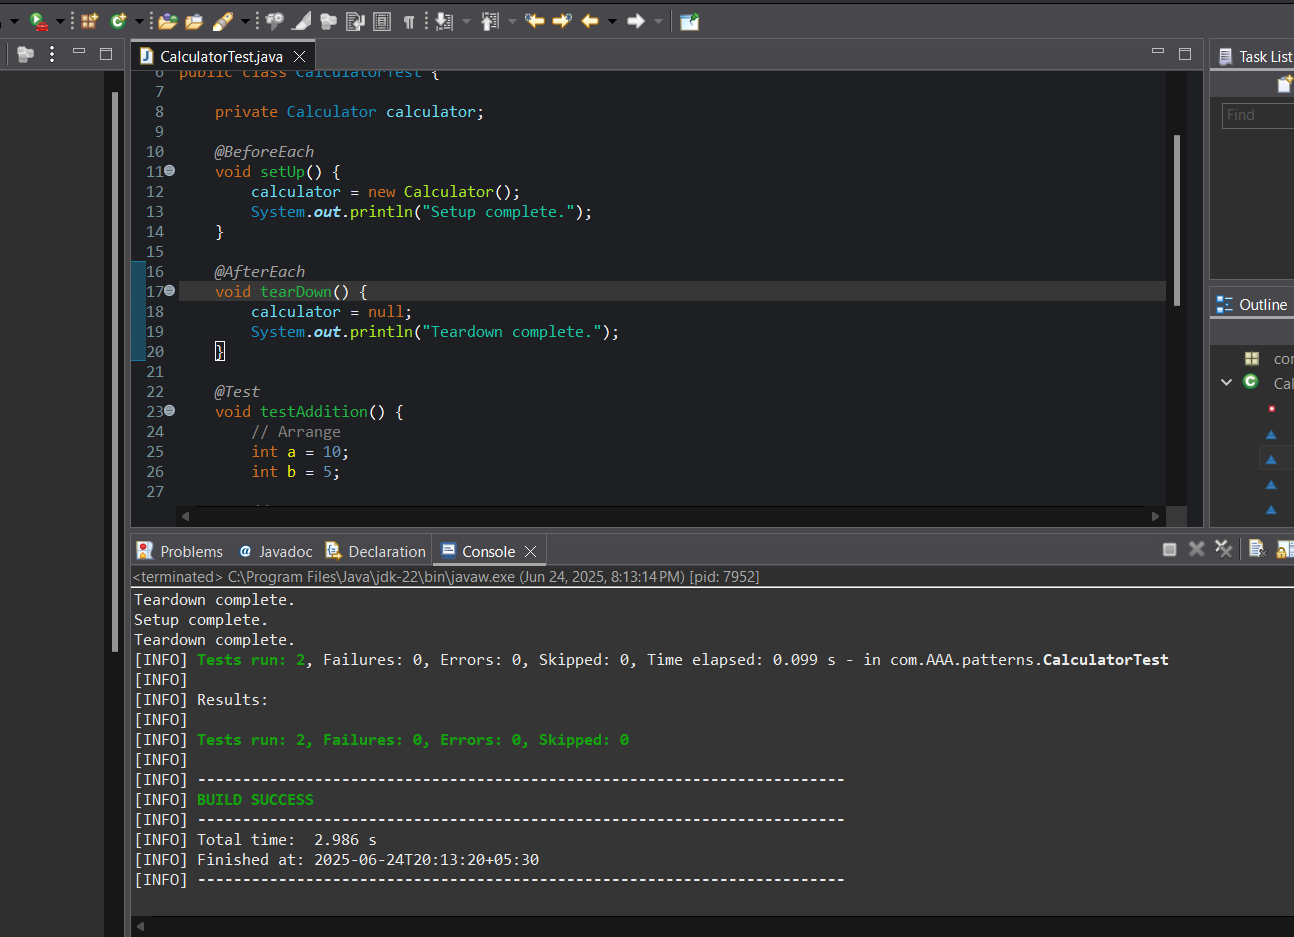 CalculatorTest.java
Task List
Find
6 public class CalculatorTest {
7
8 private Calculator calculator;
9
10 @BeforeEach
11 void setUp() {
12 calculator = new Calculator();
13 System.out.println("Setup complete.");
14 }
15
16 @AfterEach
17 void tearDown() {
18 calculator = null;
19 System.out.println("Teardown complete.");
20 }
21
22 @Test
23 void testAddition() {
24 // Arrange
25 int a = 10;
26 int b = 5;
27
Outline
con
Cal
Problems
Javadoc
Declaration
Console
<terminated> C:\Program Files\Java\jdk-22\bin\javaw.exe (Jun 24, 2025, 8:13:14 PM) [pid: 7952]
Teardown complete.
Setup complete.
Teardown complete.
[INFO] Tests run: 2, Failures: 0, Errors: 0, Skipped: 0, Time elapsed: 0.099 s - in com.AAA.patterns.CalculatorTest
[INFO]
[INFO] Results:
[INFO]
[INFO] Tests run: 2, Failures: 0, Errors: 0, Skipped: 0
[INFO]
[INFO] ------------------------------------------------------------------------
[INFO] BUILD SUCCESS
[INFO] ------------------------------------------------------------------------
[INFO] Total time:  2.986 s
[INFO] Finished at: 2025-06-24T20:13:20+05:30
[INFO] ------------------------------------------------------------------------